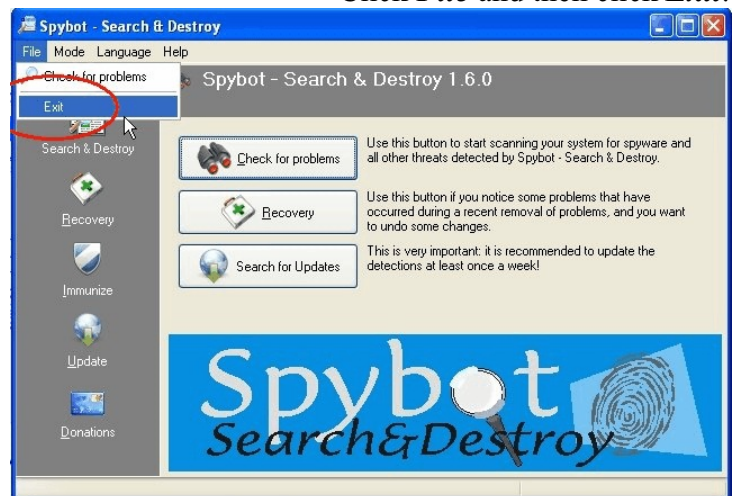 Spybot - Search & Destroy
File Mode Language Help
Check for problems
Exit
Spybot - Search & Destroy 1.6.0
Search & Destroy
Recovery
Immunize
Update
Donations
Check for problems
Use this button to start scanning your system for spyware and
all other threats detected by Spybot - Search & Destroy.
Recovery
Use this button if you notice some problems that have
occurred during a recent removal of problems, and you want
to undo some changes.
Search for Updates
This is very important: it is recommended to update the
detections at least once a week!
Spybot
Search&Destroy